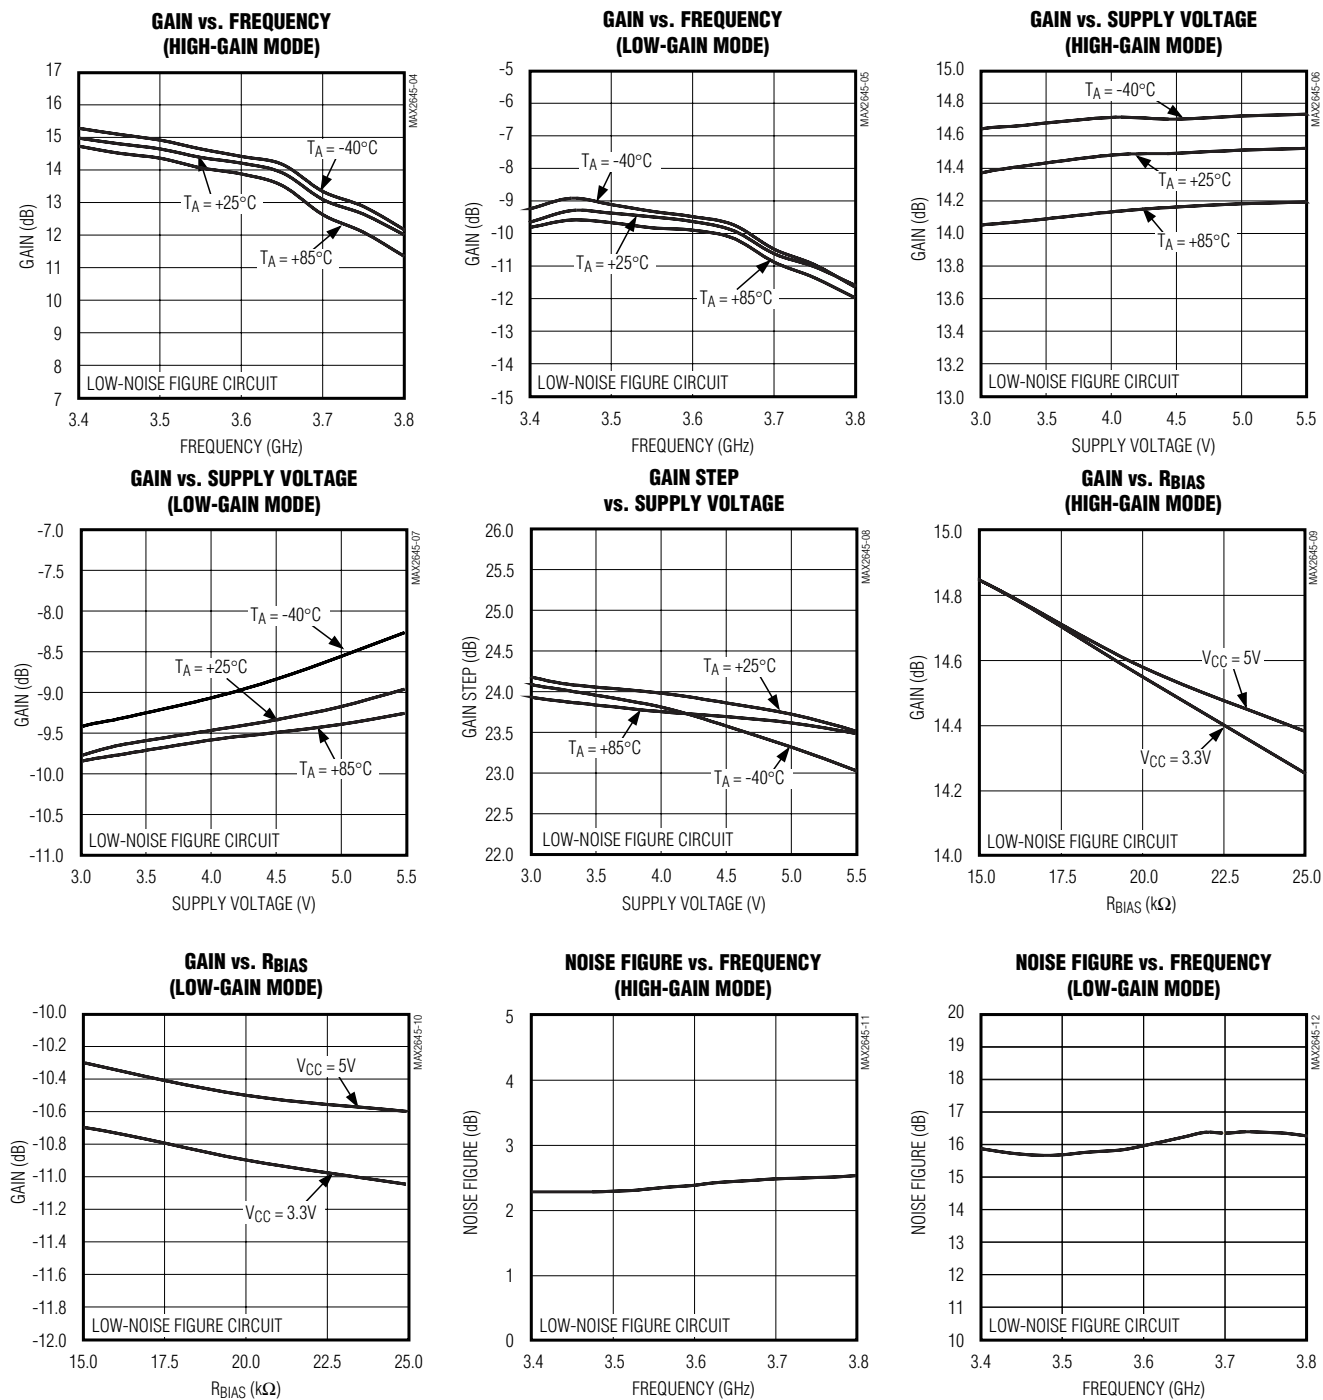 GAIN vs. FREQUENCY
(HIGH-GAIN MODE)
17
16
15
14
13
12
11
10
9
8
7
GAIN (dB)
TA = -40°C
TA = +25°C
TA = +85°C
LOW-NOISE FIGURE CIRCUIT
3.4 3.5 3.6 3.7 3.8
FREQUENCY (GHz)
MAX2645-04
GAIN vs. FREQUENCY
(LOW-GAIN MODE)
-5
-6
-7
-8
-9
-10
-11
-12
-13
-14
-15
GAIN (dB)
TA = -40°C
TA = +25°C
TA = +85°C
LOW-NOISE FIGURE CIRCUIT
3.4 3.5 3.6 3.7 3.8
FREQUENCY (GHz)
MAX2645-05
GAIN vs. SUPPLY VOLTAGE
(HIGH-GAIN MODE)
15.0
14.8
14.6
14.4
14.2
14.0
13.8
13.6
13.4
13.2
13.0
GAIN (dB)
TA = -40°C
TA = +25°C
TA = +85°C
LOW-NOISE FIGURE CIRCUIT
3.0 3.5 4.0 4.5 5.0 5.5
SUPPLY VOLTAGE (V)
MAX2645-06
GAIN vs. SUPPLY VOLTAGE
(LOW-GAIN MODE)
-7.0
-7.5
-8.0
-8.5
-9.0
-9.5
-10.0
-10.5
-11.0
GAIN (dB)
TA = -40°C
TA = +25°C
TA = +85°C
LOW-NOISE FIGURE CIRCUIT
3.0 3.5 4.0 4.5 5.0 5.5
SUPPLY VOLTAGE (V)
MAX2645-07
GAIN STEP
vs. SUPPLY VOLTAGE
26.0
25.5
25.0
24.5
24.0
23.5
23.0
22.5
22.0
GAIN STEP (dB)
TA = +25°C
TA = +85°C
TA = -40°C
LOW-NOISE FIGURE CIRCUIT
3.0 3.5 4.0 4.5 5.0 5.5
SUPPLY VOLTAGE (V)
MAX2645-08
GAIN vs. RBIAS
(HIGH-GAIN MODE)
15.0
14.8
14.6
14.4
14.2
14.0
GAIN (dB)
VCC = 5V
VCC = 3.3V
LOW-NOISE FIGURE CIRCUIT
15.0 17.5 20.0 22.5 25.0
RBIAS (kΩ)
MAX2645-09
GAIN vs. RBIAS
(LOW-GAIN MODE)
-10.0
-10.2
-10.4
-10.6
-10.8
-11.0
-11.2
-11.4
-11.6
-11.8
-12.0
GAIN (dB)
VCC = 5V
VCC = 3.3V
LOW-NOISE FIGURE CIRCUIT
15.0 17.5 20.0 22.5 25.0
RBIAS (kΩ)
MAX2645-10
NOISE FIGURE vs. FREQUENCY
(HIGH-GAIN MODE)
5
4
3
2
1
0
NOISE FIGURE (dB)
LOW-NOISE FIGURE CIRCUIT
3.4 3.5 3.6 3.7 3.8
FREQUENCY (GHz)
MAX2645-11
NOISE FIGURE vs. FREQUENCY
(LOW-GAIN MODE)
20
19
18
17
16
15
14
13
12
11
10
NOISE FIGURE (dB)
LOW-NOISE FIGURE CIRCUIT
3.4 3.5 3.6 3.7 3.8
FREQUENCY (GHz)
MAX2645-12